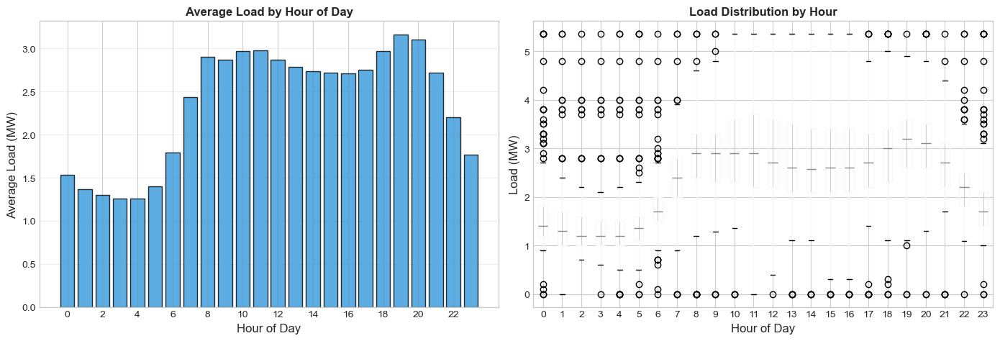 Average Load by Hour of Day
Average Load (MW)
3.0
2.5
2.0
1.5
1.0
0.5
0.0
0 2 4 6 8 10 12 14 16 18 20 22
Hour of Day
Load Distribution by Hour
Load (MW)
5
4
3
2
1
0
0 1 2 3 4 5 6 7 8 9 10 11 12 13 14 15 16 17 18 19 20 21 22 23
Hour of Day